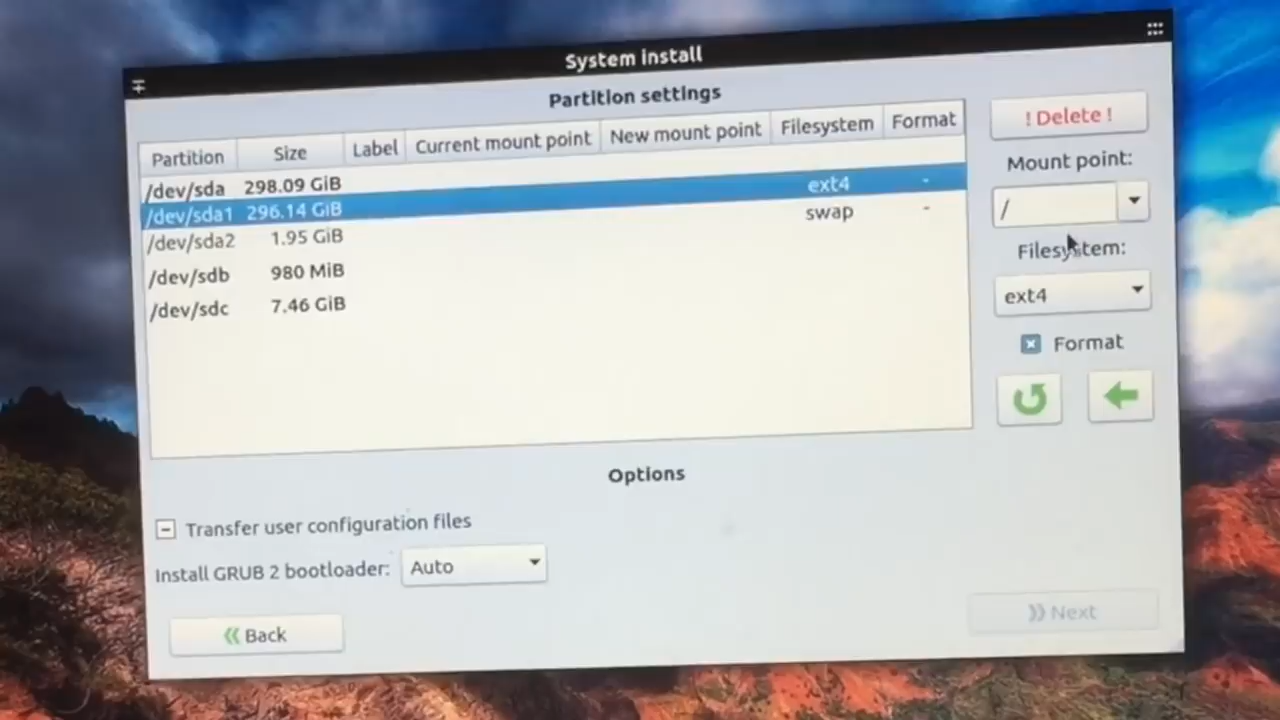 System install
Partition settings
Partition Size Label Current mount point New mount point Filesystem Format
/dev/sda 298.09 GiB
/dev/sda1 296.14 GiB ext4 -
/dev/sda2 1.95 GiB swap -
/dev/sdb 980 MiB
/dev/sdc 7.46 GiB
! Delete !
Mount point:
/
Filesystem:
ext4
Format
Options
Transfer user configuration files
Install GRUB 2 bootloader: Auto
Back
Next